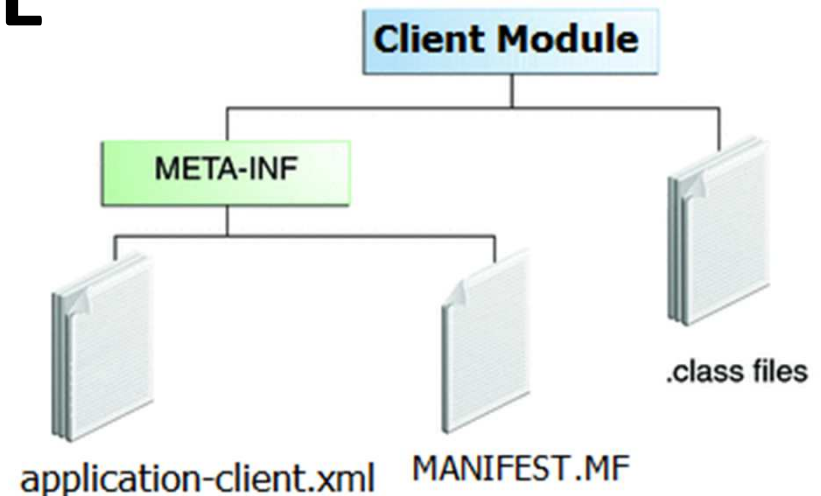 Client Module
META-INF
.class files
application-client.xml
MANIFEST.MF